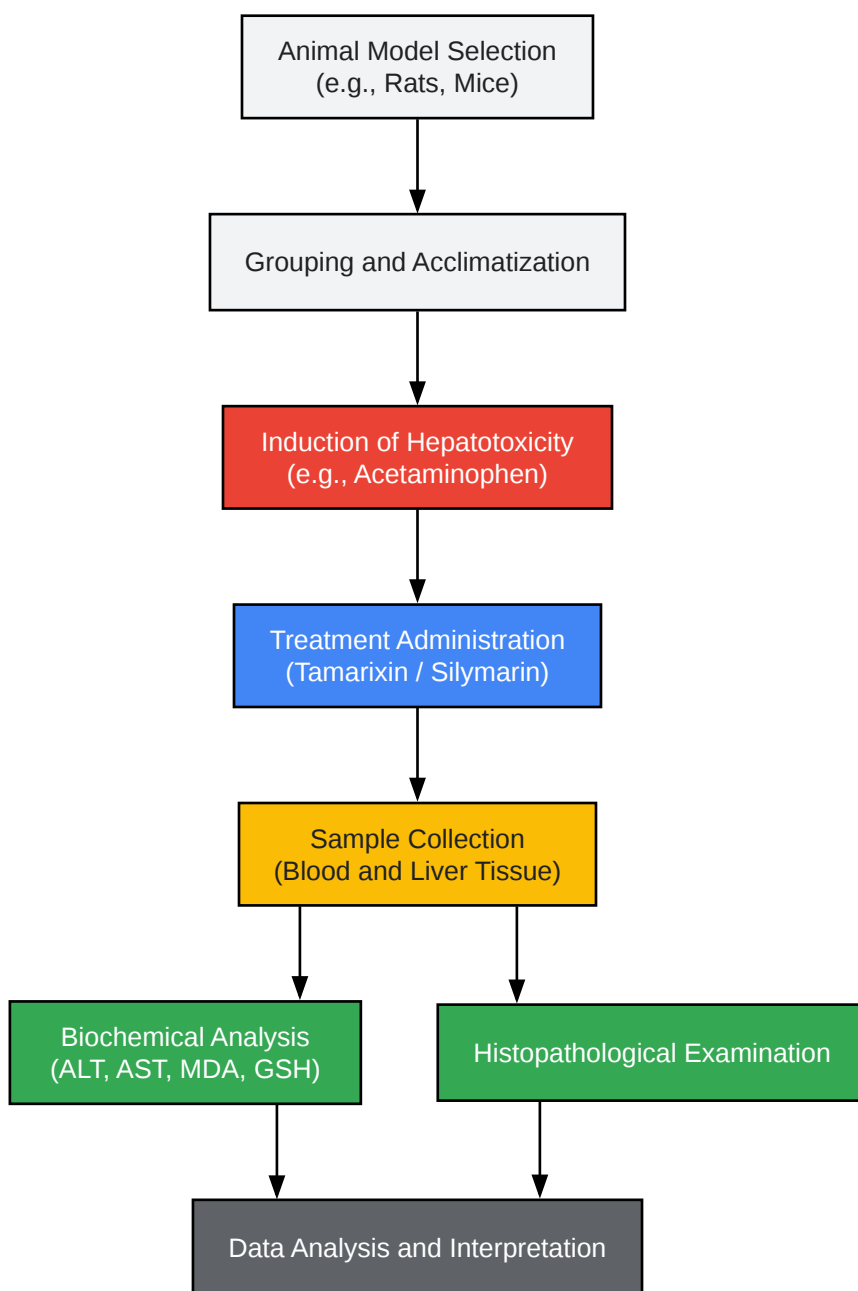 Animal Model Selection
(e.g., Rats, Mice)
Grouping and Acclimatization
Induction of Hepatotoxicity
(e.g., Acetaminophen)
Treatment Administration
(Tamarixin / Silymarin)
Sample Collection
(Blood and Liver Tissue)
Biochemical Analysis
(ALT, AST, MDA, GSH)
Histopathological Examination
Data Analysis and Interpretation